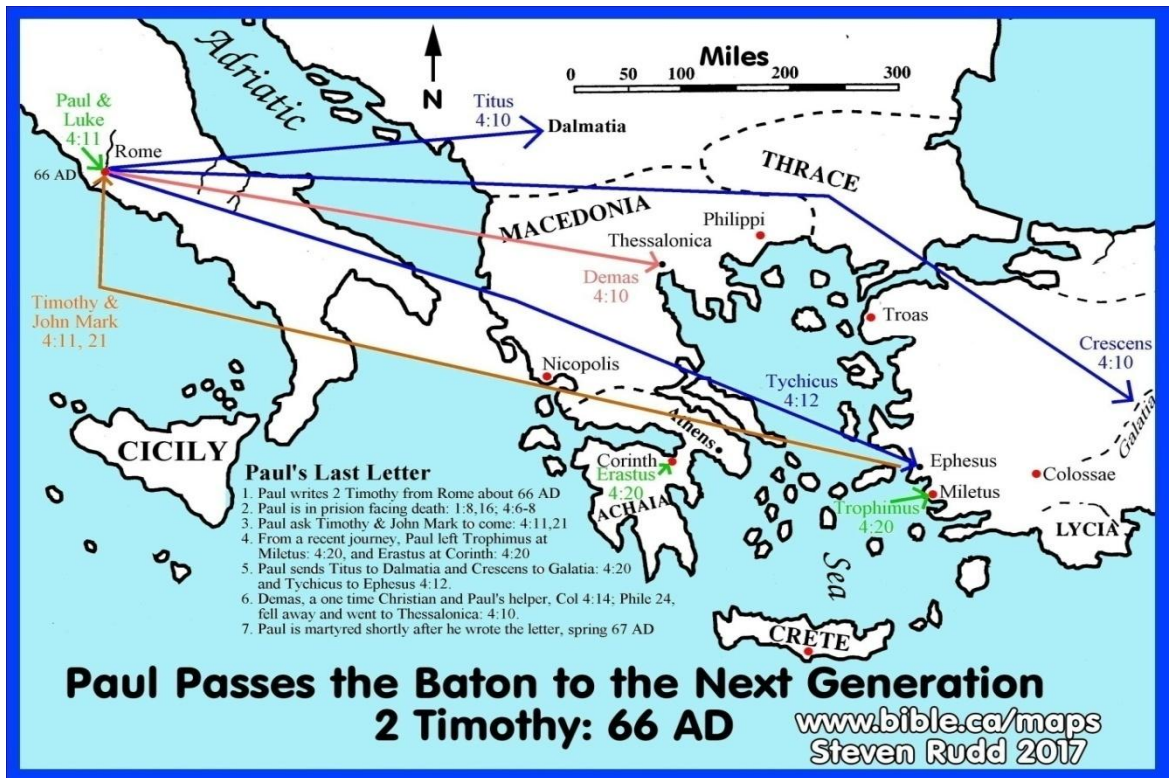 Adriatic
N
Miles
0 50 100 200 300
Paul &
Luke
4:11
Rome
66 AD
Titus
4:10
Dalmatia
THRACE
MACEDONIA
Philippi
Thessalonica
Demas
4:10
Timothy &
John Mark
4:11, 21
Troas
Crescens
4:10
Galatia
Nicopolis
Tychicus
4:12
Athens
CICILY
Corinth
Erastus
4:20
ACHAIA
Ephesus
Colossae
Miletus
Trophimus
4:20
LYCIA
Sea
CRETE
Paul's Last Letter
1. Paul writes 2 Timothy from Rome about 66 AD
2. Paul is in prision facing death: 1:8,16; 4:6-8
3. Paul ask Timothy & John Mark to come: 4:11,21
4. From a recent journey, Paul left Trophimus at
Miletus: 4:20, and Erastus at Corinth: 4:20
5. Paul sends Titus to Dalmatia and Crescens to Galatia: 4:20
and Tychicus to Ephesus 4:12.
6. Demas, a one time Christian and Paul's helper, Col 4:14; Phile 24,
fell away and went to Thessalonica: 4:10.
7. Paul is martyred shortly after he wrote the letter, spring 67 AD
Paul Passes the Baton to the Next Generation
2 Timothy: 66 AD
www.bible.ca/maps
Steven Rudd 2017